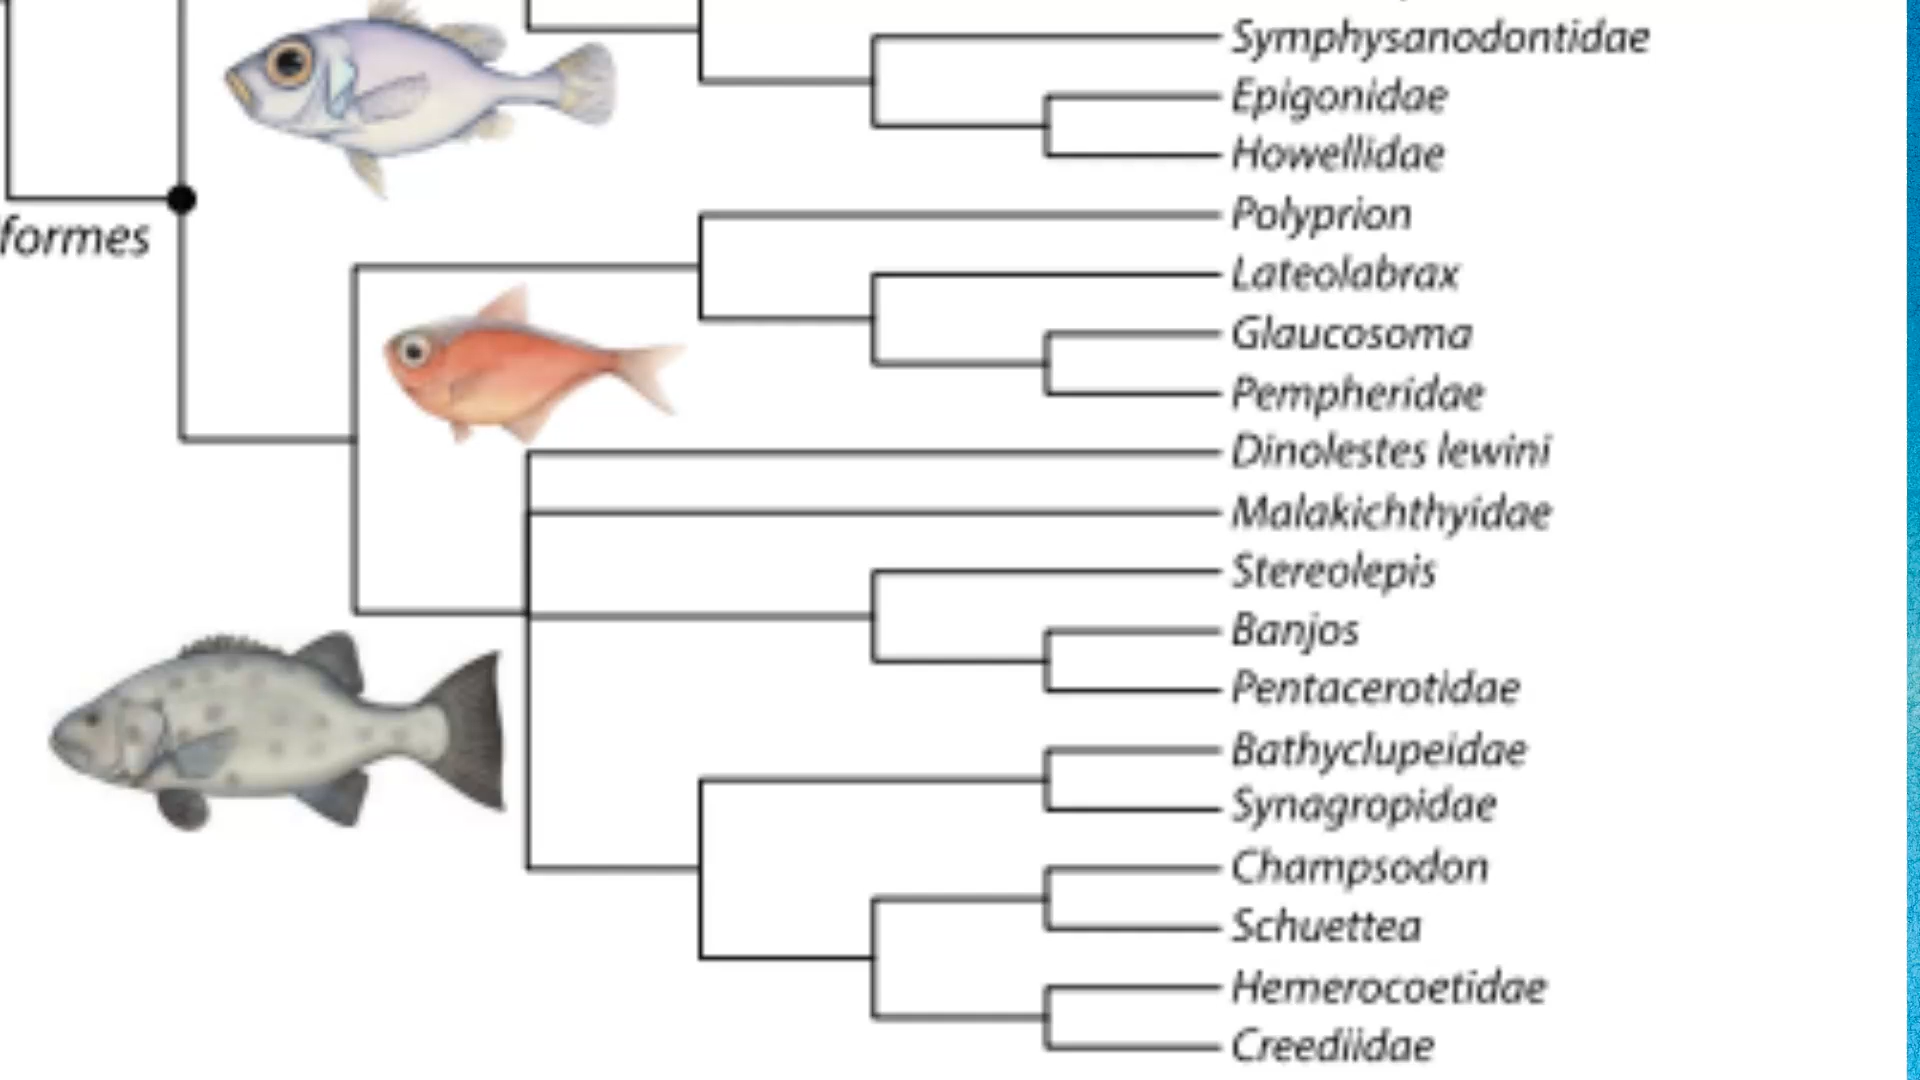 Symphysanodontidae
Epigonidae
Howellidae
Polyprion
formes
Lateolabrax
Glaucosoma
Pempheridae
Dinolestes lewini
Malakichthyidae
Stereolepis
Banjos
Pentacerotidae
Bathyclupeidae
Synagropidae
Champsodon
Schuettea
Hemerocoetidae
Creediidae